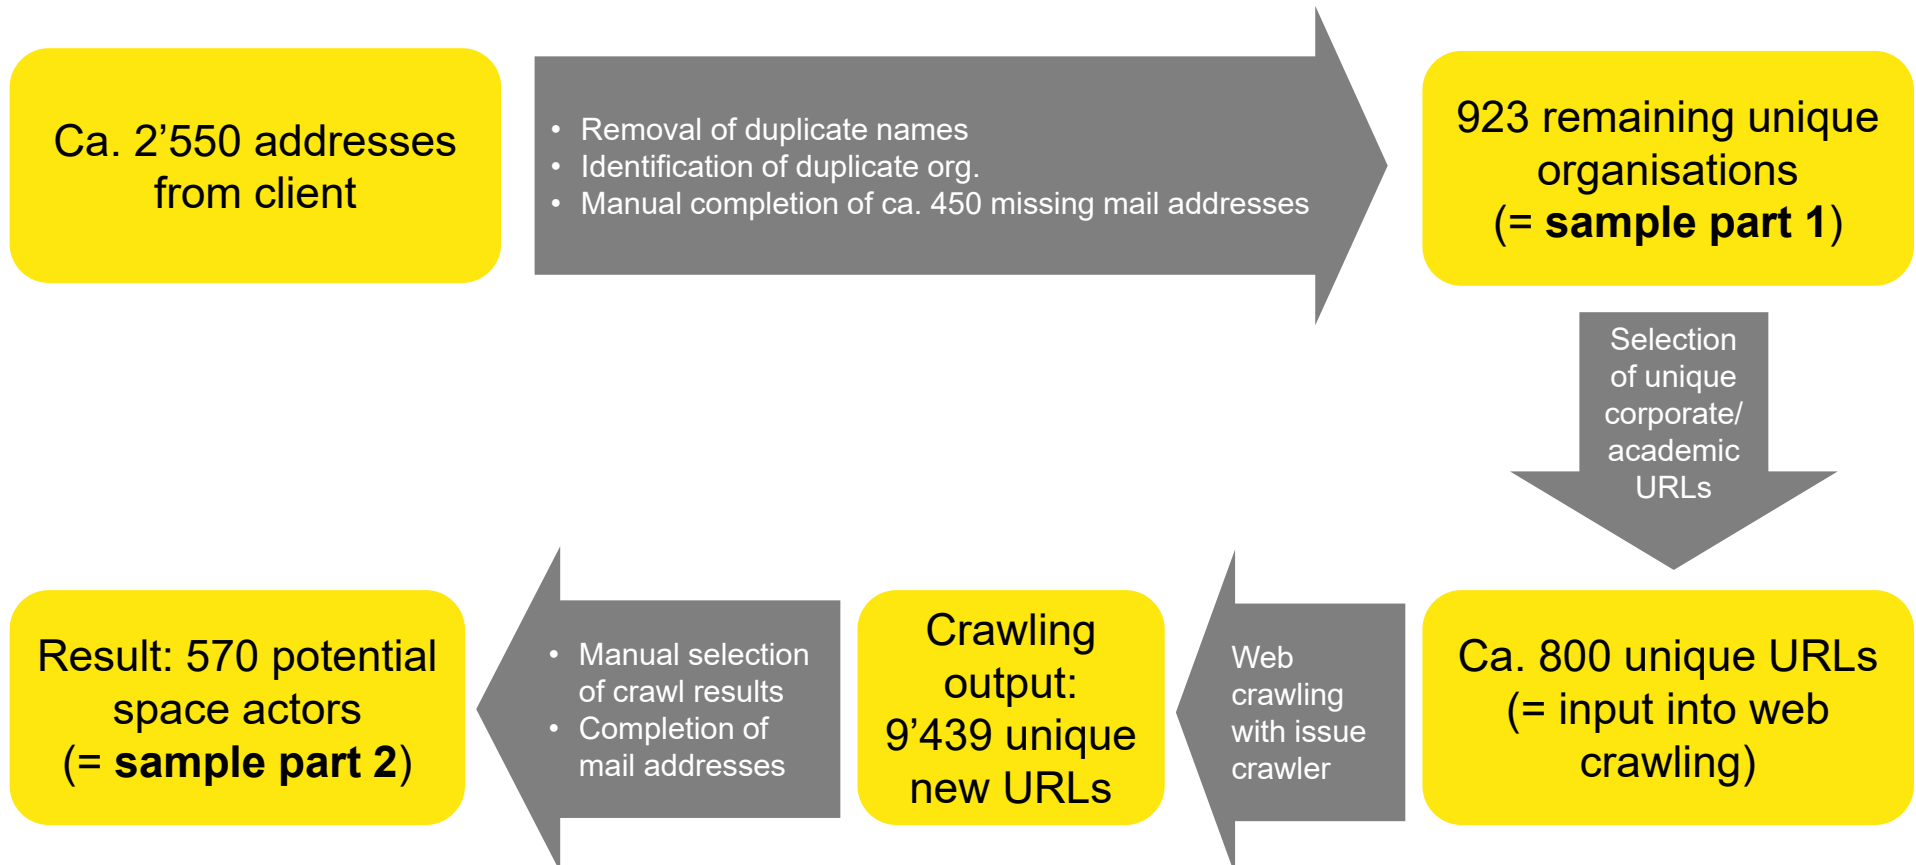 Ca. 2’550 addresses
from client
• Removal of duplicate names
• Identification of duplicate org.
• Manual completion of ca. 450 missing mail addresses
923 remaining unique
organisations
(= sample part 1)
Selection
of unique
corporate/
academic
URLs
Ca. 800 unique URLs
(= input into web
crawling)
Web
crawling
with issue
crawler
Crawling
output:
9’439 unique
new URLs
• Manual selection
of crawl results
• Completion of
mail addresses
Result: 570 potential
space actors
(= sample part 2)